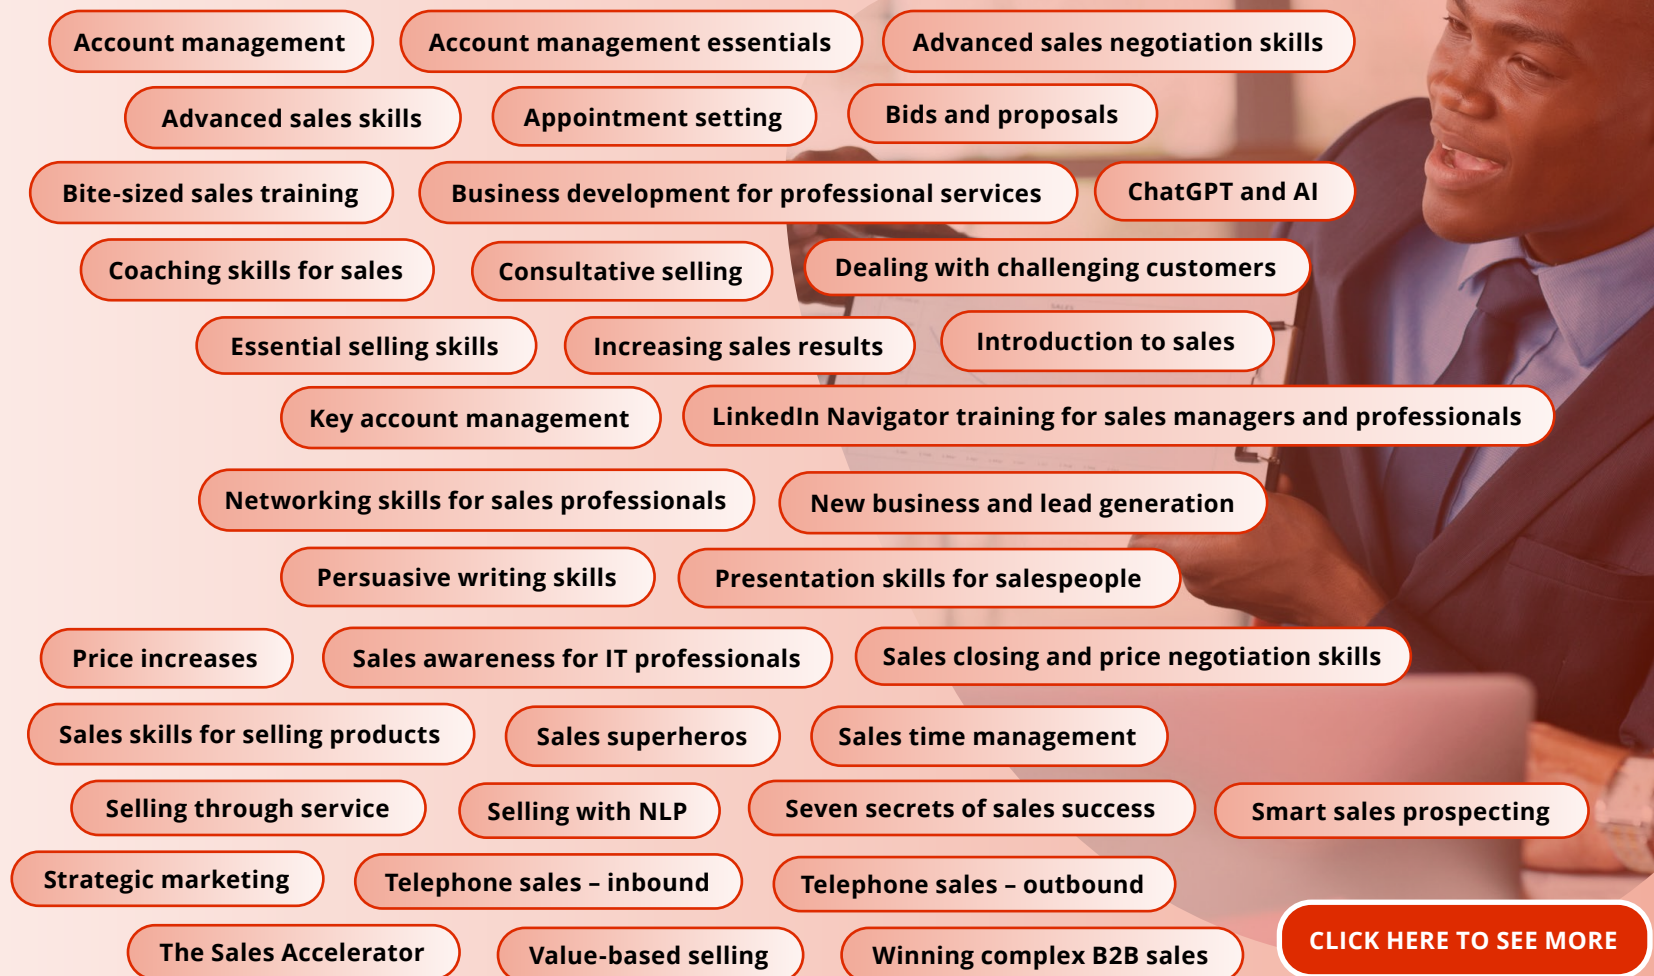 Account management
Account management essentials
Advanced sales negotiation skills
Advanced sales skills
Appointment setting
Bids and proposals
Bite-sized sales training
Business development for professional services
ChatGPT and AI
Coaching skills for sales
Consultative selling
Dealing with challenging customers
Essential selling skills
Increasing sales results
Introduction to sales
Key account management
LinkedIn Navigator training for sales managers and professionals
Networking skills for sales professionals
New business and lead generation
Persuasive writing skills
Presentation skills for salespeople
Price increases
Sales awareness for IT professionals
Sales closing and price negotiation skills
Sales skills for selling products
Sales superheros
Sales time management
Selling through service
Selling with NLP
Seven secrets of sales success
Smart sales prospecting
Strategic marketing
Telephone sales – inbound
Telephone sales – outbound
The Sales Accelerator
Value-based selling
Winning complex B2B sales
CLICK HERE TO SEE MORE